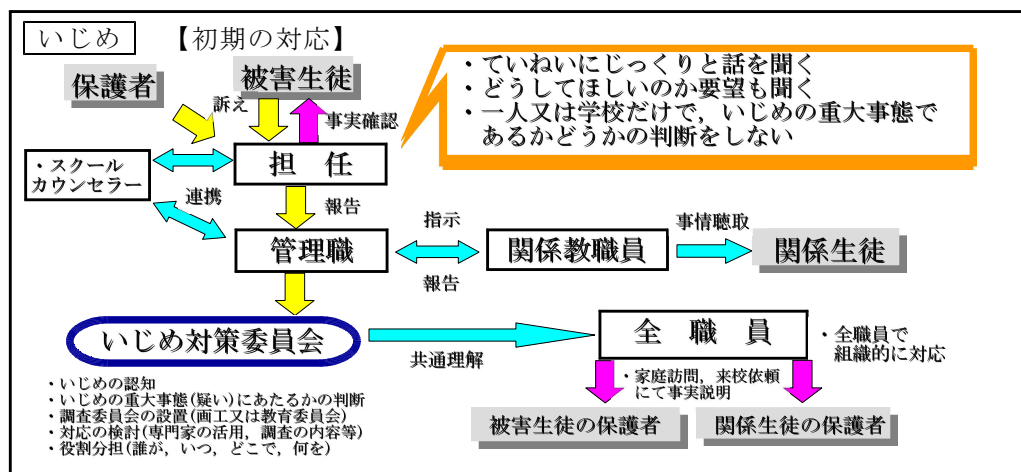 いじめ 【初期の対応】
保護者
被害生徒
訴え
事実確認
・ていねいにじっくりと話を聞く
・どうしてほしいのか要望も聞く
・一人又は学校だけで，いじめの重大事態で
あるかどうかの判断をしない
・スクール
カウンセラー
担　任
連携
報告
管理職
指示
報告
関係教職員
事情聴取
関係生徒
いじめ対策委員会
共通理解
全　職　員
・全職員で
組織的に対応
・いじめの認知
・いじめの重大事態(疑い)にあたるかの判断
・調査委員会の設置(画工又は教育委員会)
・対応の検討(専門家の活用，調査の内容等)
・役割分担(誰が，いつ，どこで，何を)
・家庭訪問，来校依頼
にて事実説明
被害生徒の保護者
関係生徒の保護者